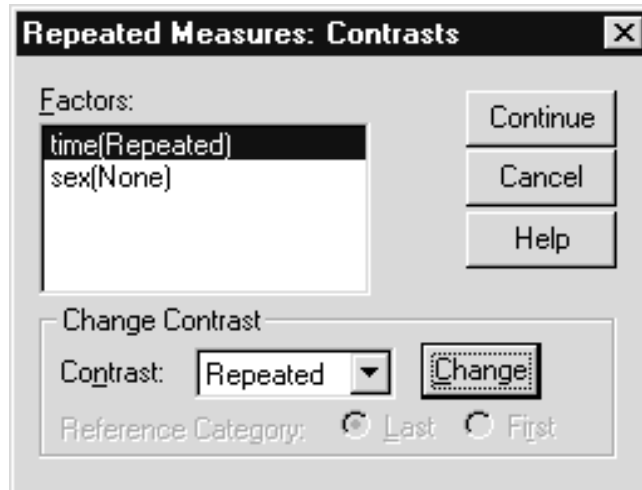 Repeated Measures: Contrasts
Factors:
time(Repeated)
sex(None)
Continue
Cancel
Help
Change Contrast
Contrast: Repeated Change
Reference Category: Last First